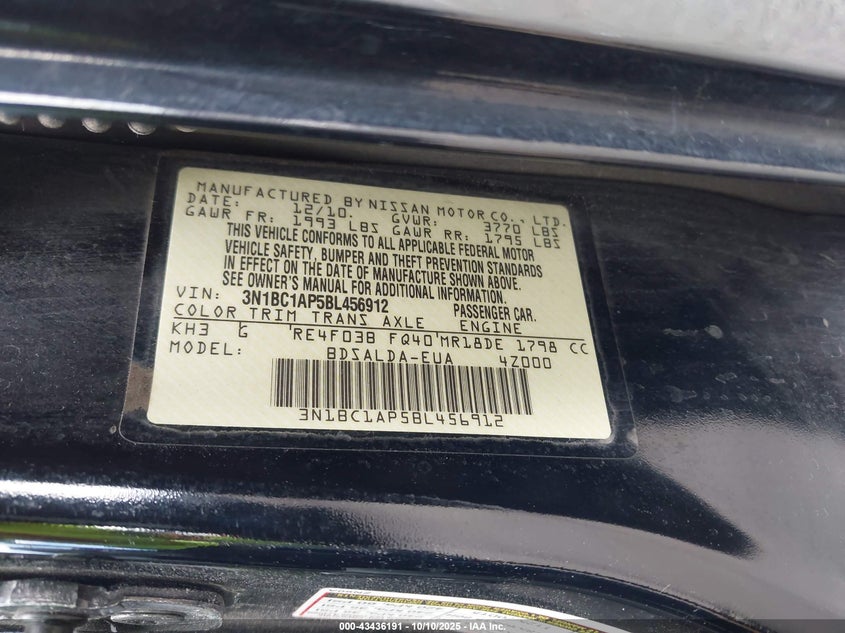 MANUFACTURED BY NISSAN MOTOR CO., LTD.
DATE: 12/10. GVWR: 3770 LBS
GAWR FR: 1993 LBS GAWR RR: 1795 LBS
THIS VEHICLE CONFORMS TO ALL APPLICABLE FEDERAL MOTOR
VEHICLE SAFETY, BUMPER AND THEFT PREVENTION STANDARDS
IN EFFECT ON THE DATE OF MANUFACTURE SHOWN ABOVE.
SEE OWNER'S MANUAL FOR ADDITIONAL INFORMATION.
VIN: 3N1BC1AP5BL456912 PASSENGER CAR.
COLOR TRIM TRANS AXLE ENGINE
KH3 G RE4F03B FQ40 MR18DE 1798 CC
MODEL: BDSALDA-EUA 4Z000
3N1BC1AP5BL456912
000-43436191 - 10/10/2025 - IAA Inc.